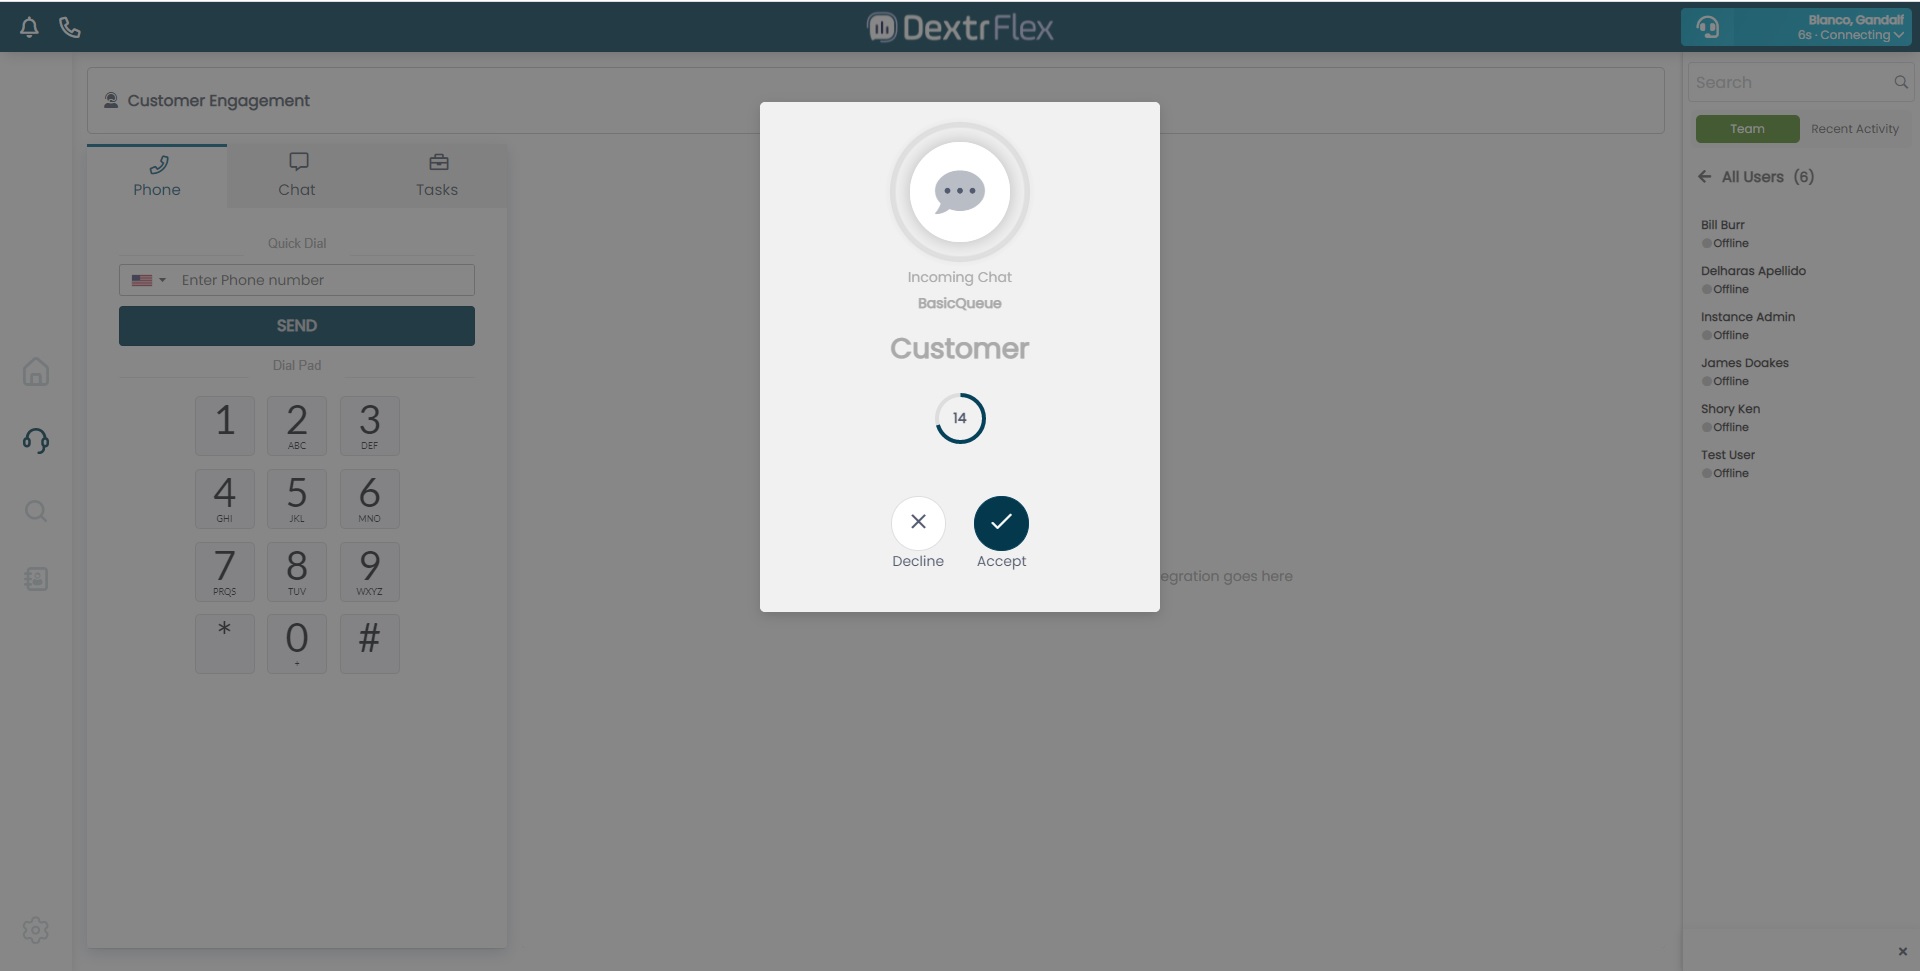 DextrFlex
Blanco, Gandalf
6s · Connecting
Customer Engagement
Search
Team
Recent Activity
All Users (6)
Phone
Chat
Tasks
Quick Dial
Enter Phone number
SEND
Dial Pad
1
2
ABC
3
DEF
4
GHI
5
JKL
6
MNO
7
PRQS
8
TUV
9
WXYZ
*
0
+
#
Incoming Chat
BasicQueue
Customer
14
Decline
Accept
egration goes here
Bill Burr
Offline
Delharas Apellido
Offline
Instance Admin
Offline
James Doakes
Offline
Shory Ken
Offline
Test User
Offline